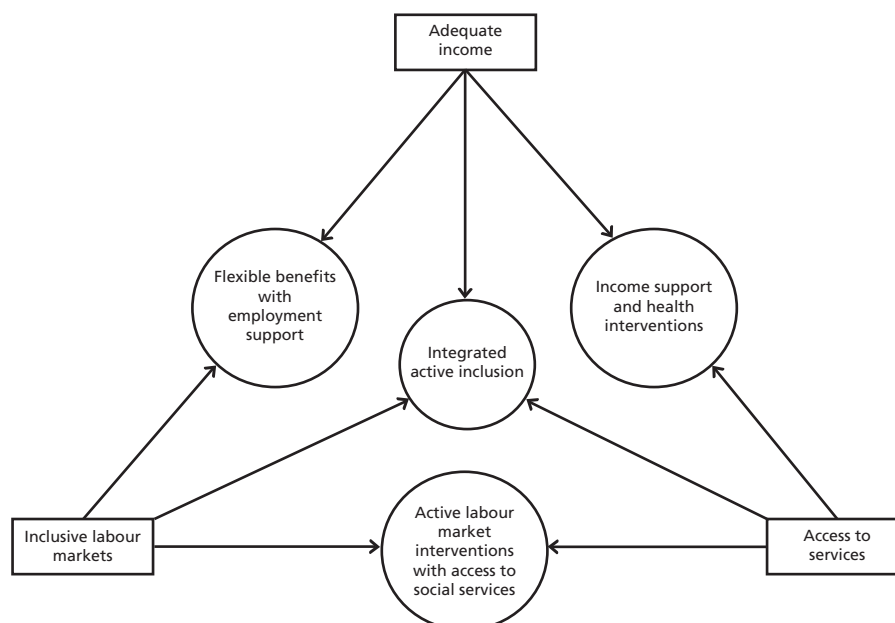 Adequate
income
Flexible benefits
with
employment
support
Income support
and health
interventions
Integrated
active inclusion
Inclusive labour
markets
Active labour
market
interventions
with access to
social services
Access to
services